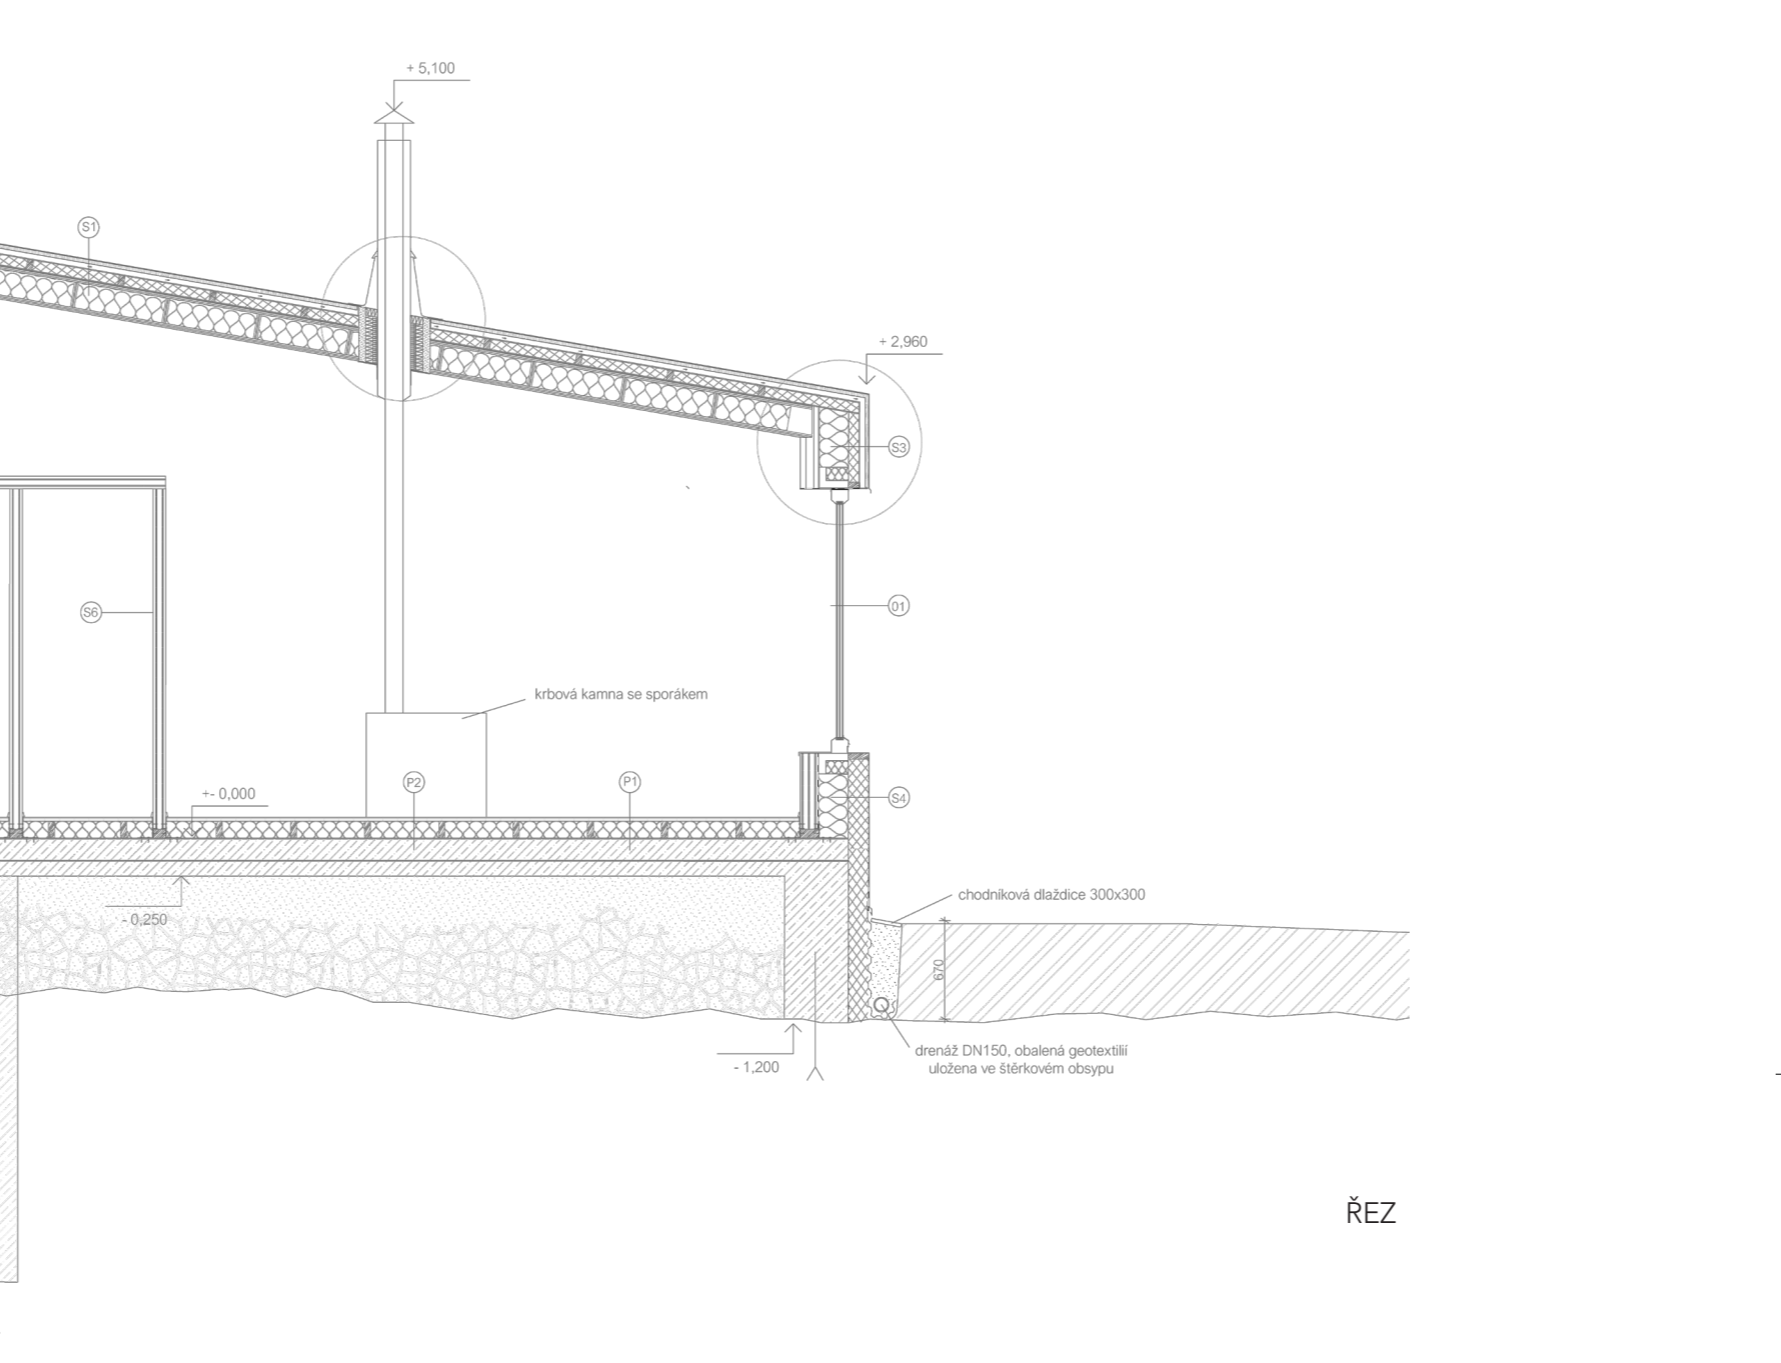 + 5,100
S1
+ 2,960
S3
S6
01
krbová kamna se sporákem
P2
P1
+- 0,000
S4
chodníková dlaždice 300x300
- 0,250
670
drenáž DN150, obalená geotextilií
uložena ve štěrkovém obsypu
- 1,200
ŘEZ